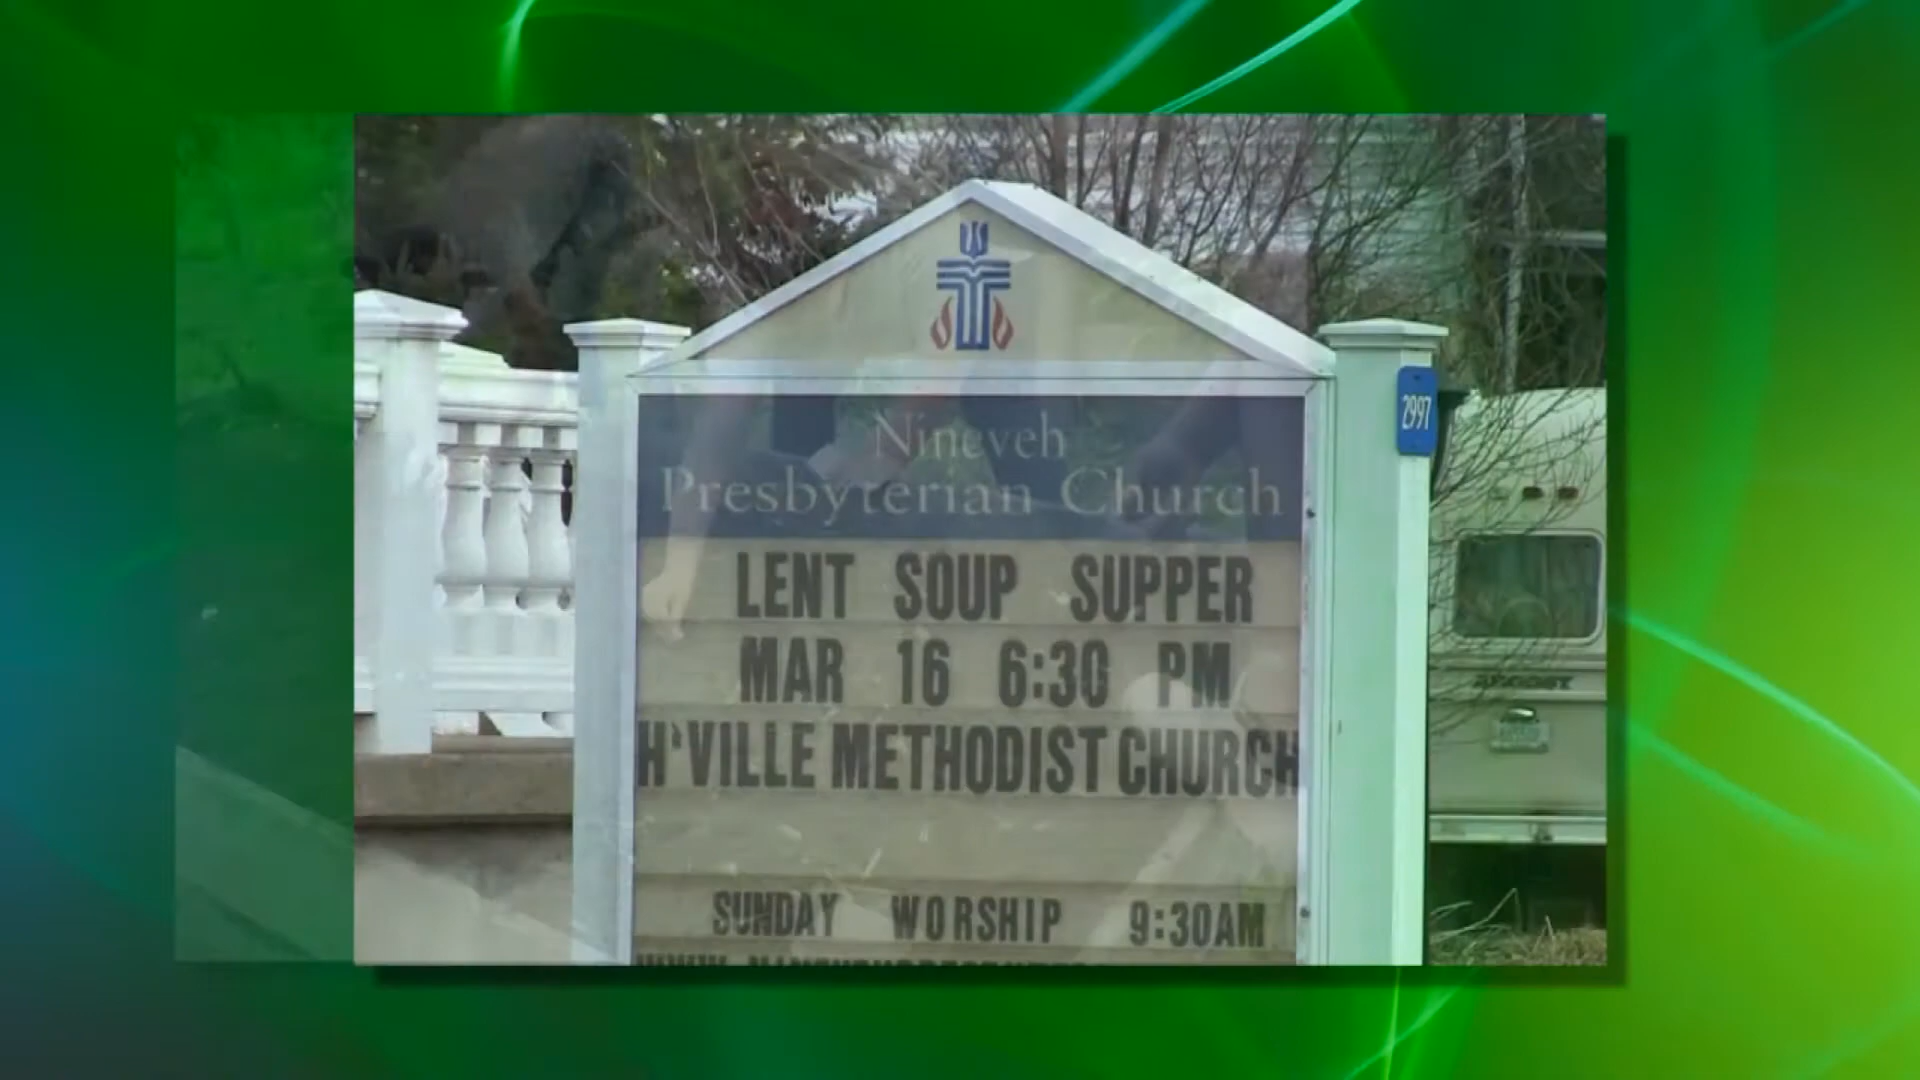 Nineveh
Presbyterian Church
2997
LENT SOUP SUPPER
MAR 16 6:30 PM
H'VILLE METHODIST CHURCH
SUNDAY WORSHIP 9:30AM